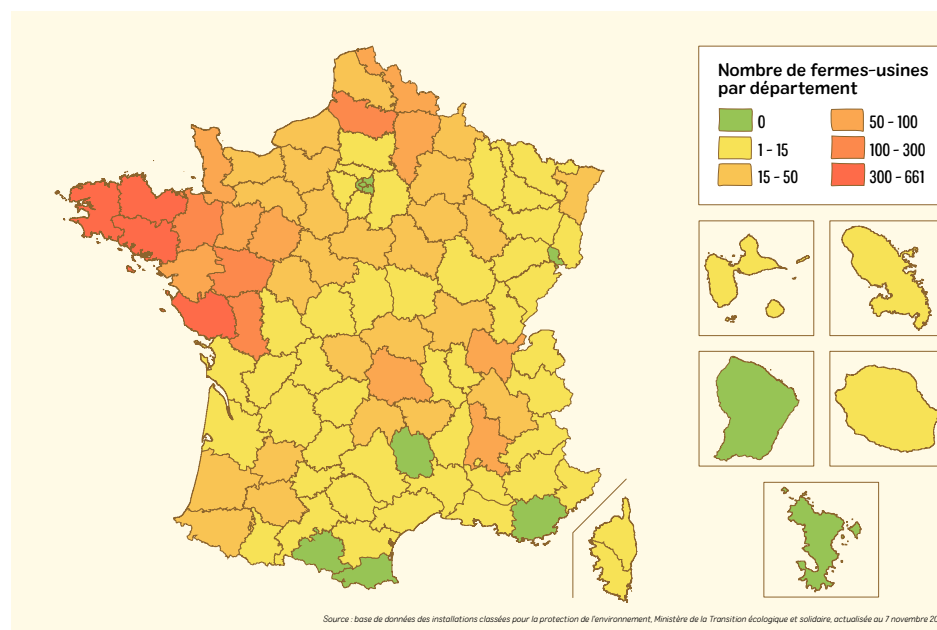 Nombre de fermes-usines
par département
0
50 - 100
1 - 15
100 - 300
15 - 50
300 - 661
Source : base de données des installations classées pour la protection de l'environnement, Ministère de la Transition écologique et solidaire, actualisée au 7 novembre